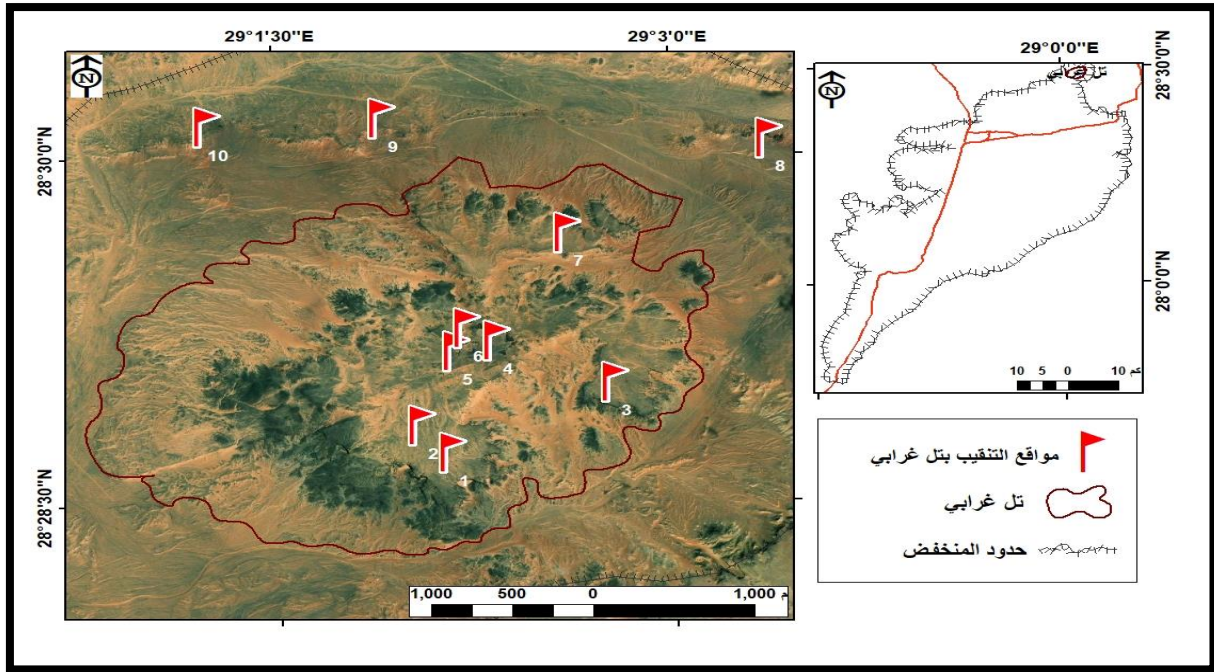 29°1'30"E
29°3'0"E
N
28°30'0"N
28°28'30"N
10
9
8
7
6
4
5
3
2
1
1,000 500 0 1,000 م
29°0'0"E
N
تل غرابي
28°30'0"N
28°0'0"N
10 5 0 10 كم
مواقع التنقيب بتل غرابي
تل غرابي
حدود المنخفض